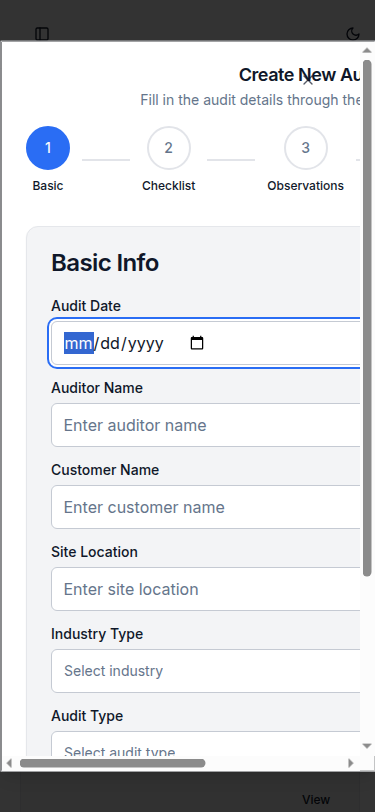 Create New Au
Fill in the audit details through the
1
2
3
Basic
Checklist
Observations
Basic Info
Audit Date
mm/dd/yyyy
Auditor Name
Enter auditor name
Customer Name
Enter customer name
Site Location
Enter site location
Industry Type
Select industry
Audit Type
Select audit type
View